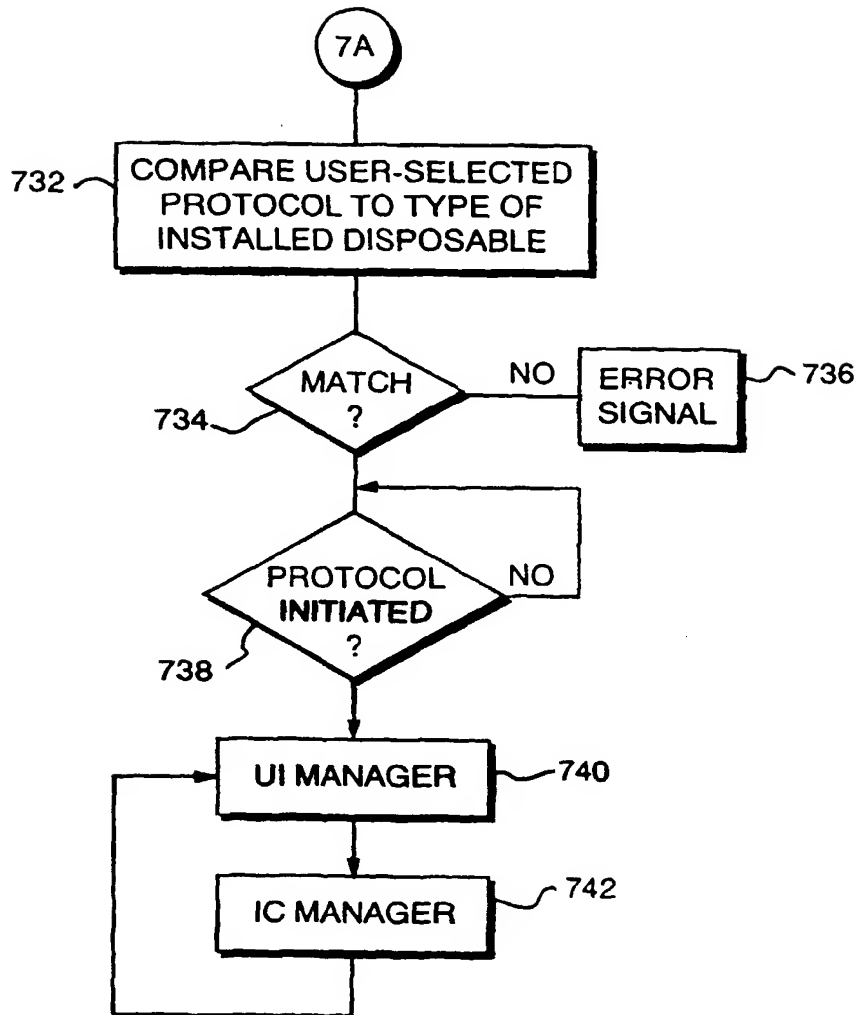 7A
732
COMPARE USER-SELECTED
PROTOCOL TO TYPE OF
INSTALLED DISPOSABLE
MATCH
?
734
NO
ERROR
SIGNAL
736
PROTOCOL
INITIATED
?
NO
738
UI MANAGER
740
IC MANAGER
742